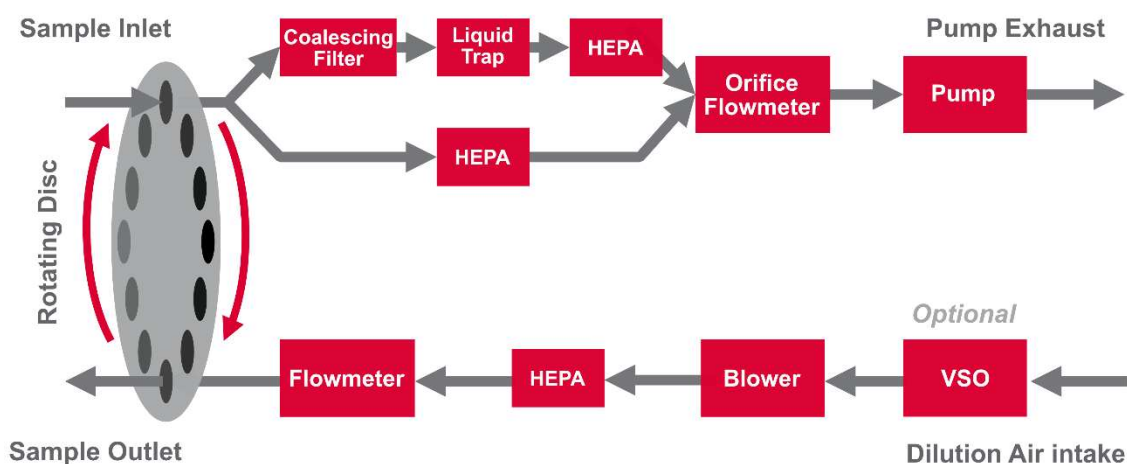 Sample Inlet
Coalescing
Filter
Liquid
Trap
HEPA
Pump Exhaust
Orifice
Flowmeter
Pump
HEPA
Rotating Disc
Optional
Flowmeter
HEPA
Blower
VSO
Sample Outlet
Dilution Air intake